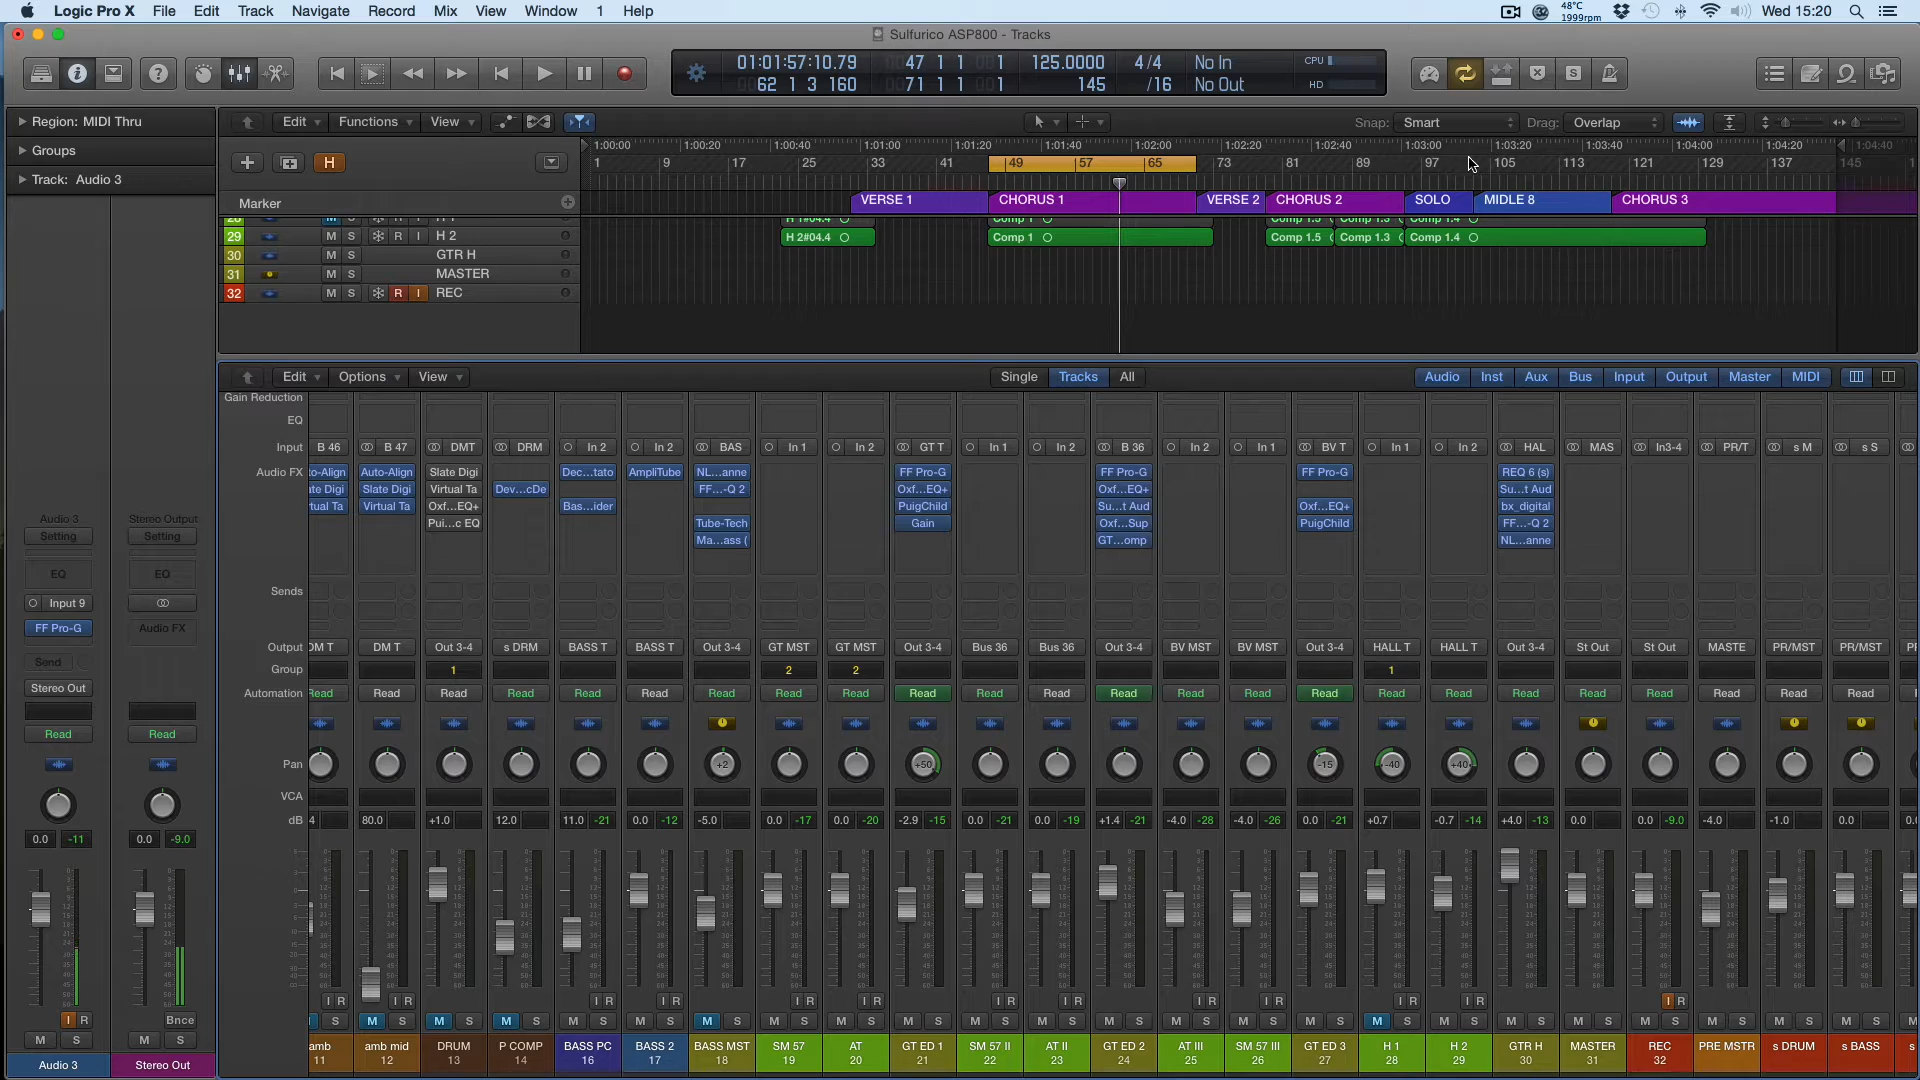 Logic Pro X File Edit Track Navigate Record Mix View Window 1 Help 48°C 1999rpm Wed 15:20
Sulfurico ASP800 - Tracks
01:01:57:10.79 47 1 1 1 125.0000 4/4 No In CPU
62 1 3 160 71 1 1 1 145 /16 No Out HD
Region: MIDI Thru
Groups
Track: Audio 3
Edit Functions View Snap: Smart Drag: Overlap
1:00:00 1:00:20 1:00:40 1:01:00 1:01:20 1:01:40 1:02:00 1:02:20 1:02:40 1:03:00 1:03:20 1:03:40 1:04:00 1:04:20 1:04:40
H 1 9 17 25 33 41 49 57 65 73 81 89 97 105 113 121 129 137 145
Marker VERSE 1 CHORUS 1 VERSE 2 CHORUS 2 SOLO MIDLE 8 CHORUS 3
28 M S R I H 1 H 1#04.4 Comp 1 Comp 1.5 Comp 1.3 Comp 1.4
29 M S R I H 2 H 2#04.4 Comp 1 Comp 1.5 Comp 1.3 Comp 1.4
30 M S GTR H
31 M S MASTER
32 M S R I REC
Edit Options View Single Tracks All Audio Inst Aux Bus Input Output Master MIDI
Gain Reduction
EQ
Input B 46 B 47 DMT DRM In 2 In 2 BAS In 1 In 2 GT T In 1 In 2 B 36 In 2 In 1 BV T In 1 In 2 HAL MAS In3-4 PR/T s M s S
Audio FX to-Align Auto-Align Slate Digi Dec...tato AmpliTube NL...anne FF Pro-G FF Pro-G FF Pro-G REQ 6 (s)
ate Digi Slate Digi Virtual Ta Dev...cDe FF...-Q 2 Oxf...EQ+ Oxf...EQ+ Su...t Aud
rtual Ta Virtual Ta Oxf...EQ+ Bas...ider PuigChild Su...t Aud Oxf...EQ+ bx_digital
Pui...c EQ Tube-Tech Gain Oxf...Sup PuigChild FF...-Q 2
Ma...ass ( GT...omp NL...anne
Sends
Output DM T DM T Out 3-4 s DRM BASS T BASS T Out 3-4 GT MST GT MST Out 3-4 Bus 36 Bus 36 Out 3-4 BV MST BV MST Out 3-4 HALL T HALL T Out 3-4 St Out St Out MASTE PR/MST PR/MST
Group 1 2 2 1
Automation Read Read Read Read Read Read Read Read Read Read Read Read Read Read Read Read Read Read Read Read Read Read Read Read
Pan +2 +50 -15 -40 +40
VCA
dB 4 80.0 +1.0 12.0 11.0 -21 0.0 -12 -5.0 0.0 -17 0.0 -20 -2.9 -15 0.0 -21 0.0 -19 +1.4 -21 -4.0 -28 -4.0 -26 0.0 -21 +0.7 -0.7 -14 +4.0 -13 0.0 0.0 -9.0 -4.0 -1.0 0.0
I R I R I R I R I R I R I R I R I R I R I R I R I R
S M S M S M S M S M S M S M S M S M S M S M S M S M S M S M S M S M S M S M S M S M S M S M S
amb amb mid DRUM P COMP BASS PC BASS 2 BASS MST SM 57 AT GT ED 1 SM 57 II AT II GT ED 2 AT III SM 57 III GT ED 3 H 1 H 2 GTR H MASTER REC PRE MSTR s DRUM s BASS
11 12 13 14 16 17 18 19 20 21 22 23 24 25 26 27 28 29 30 31 32
Audio 3 Stereo Output
Setting Setting
EQ EQ
Input 9
FF Pro-G Audio FX
Send
Stereo Out
Read Read
0.0 -11 0.0 -9.0
I R Bnce
M S M S
Audio 3 Stereo Out